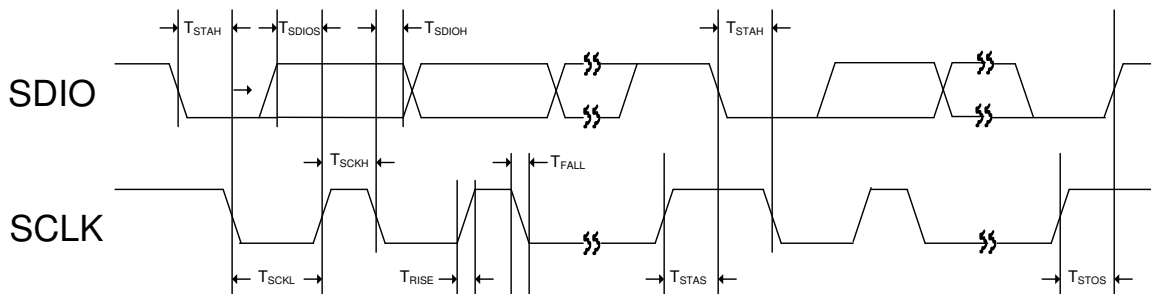 TSTAH TSDIOS TSDIOH TSTAH
SDIO
TSCKH TFALL
SCLK
TSCKL TRISE TSTAS TSTOS